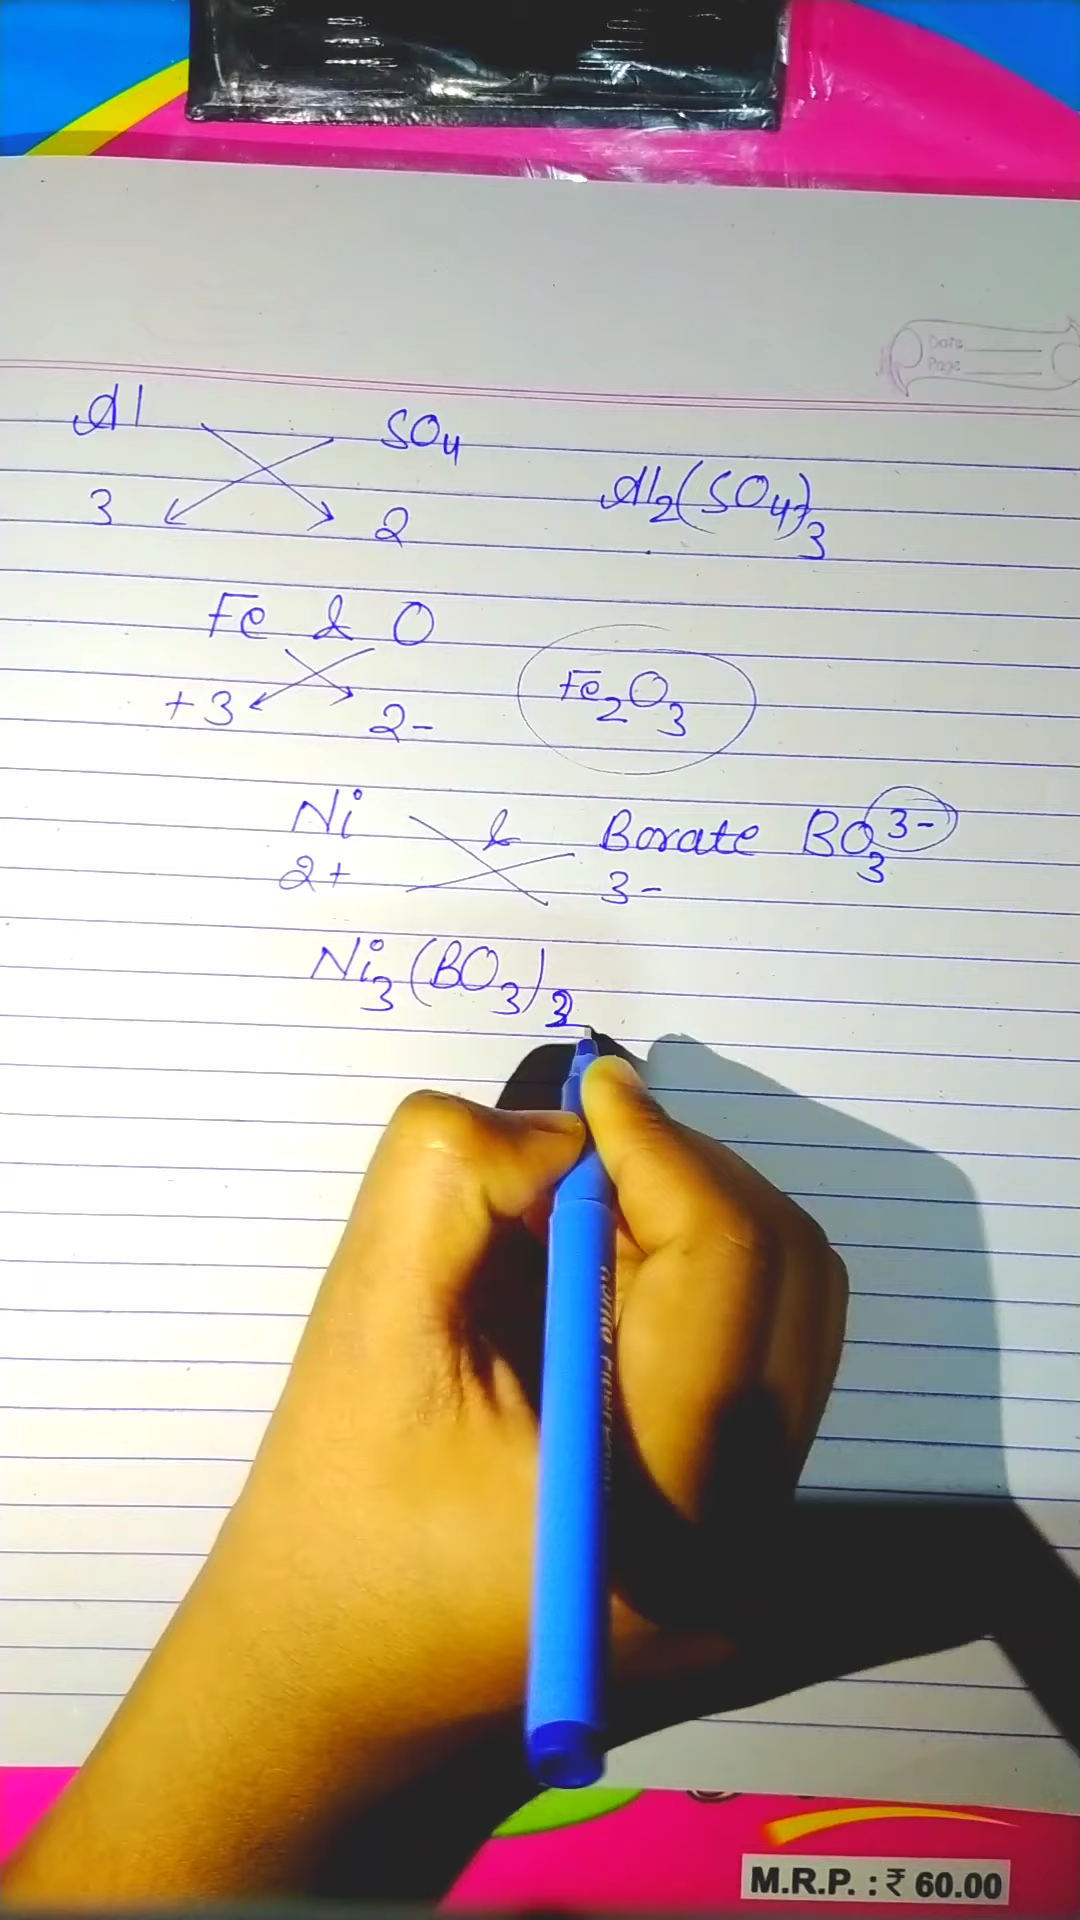 Date
Page
Al SO4
3 2 Al2(SO4)3
Fe & O
+3 2- Fe2O3
Ni & Borate BO3 3-
2+ 3-
Ni3(BO3)2
M.R.P. : ₹ 60.00